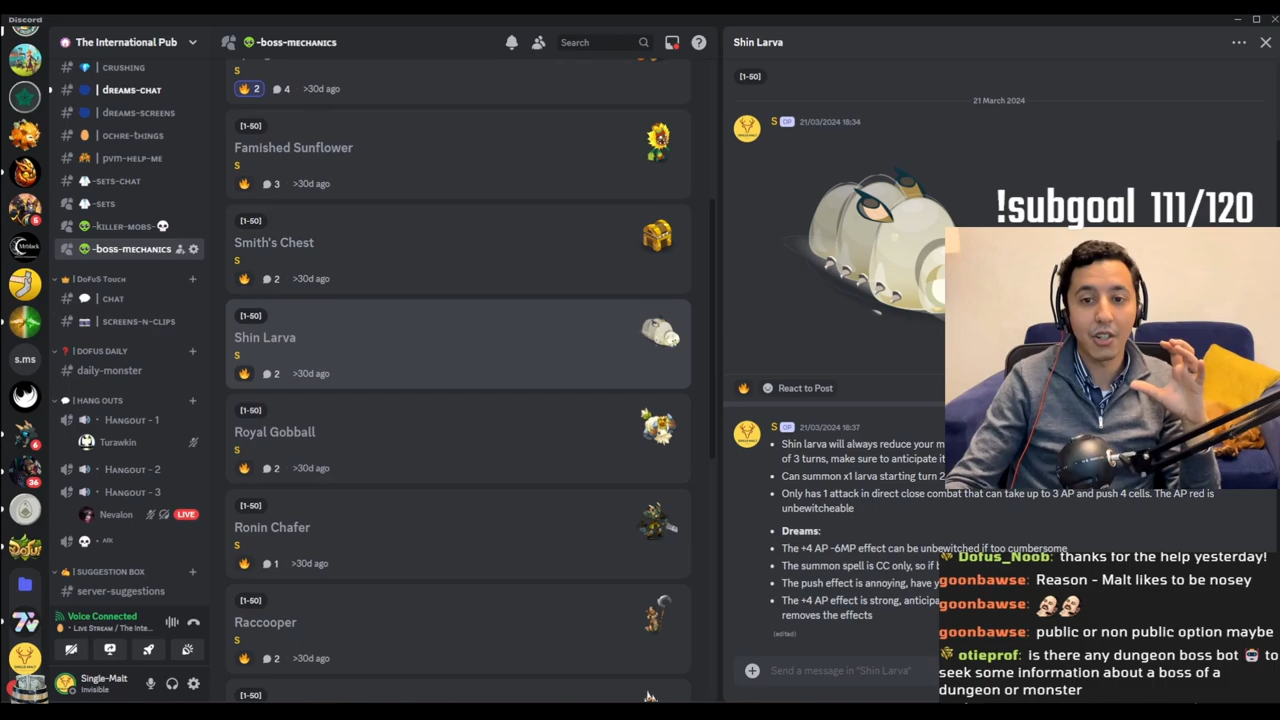 Discord
The International Pub
| CRUSHING
| DREAMS-CHAT
| DREAMS-SCREENS
| OCHRE-THINGS
| PVM-HELP-ME
-SETS-CHAT
-SETS
-KILLER-MOBS-
-BOSS-MECHANICS
| DOFUS TOUCH
| CHAT
| SCREENS-N-CLIPS
| DOFUS DAILY
daily-monster
| HANG OUTS
HANGOUT - 1
Turawkin
HANGOUT - 2
HANGOUT - 3
Nevalon
LIVE
AFK
| SUGGESTION BOX
server-suggestions
Voice Connected
Live Stream / The Inte...
Single-Malt
Invisible
s.ms
5
6
36
-BOSS-MECHANICS
Search
S
2 4 >30d ago
[1-50]
Famished Sunflower
S
3 >30d ago
[1-50]
Smith's Chest
S
2 >30d ago
[1-50]
Shin Larva
S
2 >30d ago
[1-50]
Royal Gobball
S
2 >30d ago
[1-50]
Ronin Chafer
S
1 >30d ago
[1-50]
Raccooper
S
2 >30d ago
[1-50]
Shin Larva
[1-50]
21 March 2024
S OP 21/03/2024 18:34
!subgoal 111/120
React to Post
S OP 21/03/2024 18:37
Shin larva will always reduce your m
of 3 turns, make sure to anticipate it
Can summon x1 larva starting turn 2
Only has 1 attack in direct close combat that can take up to 3 AP and push 4 cells. The AP red is
unbewitcheable
Dreams:
The +4 AP -6MP effect can be unbewitched if too cumbersome
The summon spell is CC only, so if b
The push effect is annoying, have y
The +4 AP effect is strong, anticipa
removes the effects
(edited)
Send a message in "Shin Larva"
Dofus_Noob: thanks for the help yesterday!
goonbawse: Reason - Malt likes to be nosey
goonbawse:
goonbawse: public or non public option maybe
otieprof: is there any dungeon boss bot to
seek some information about a boss of a
dungeon or monster